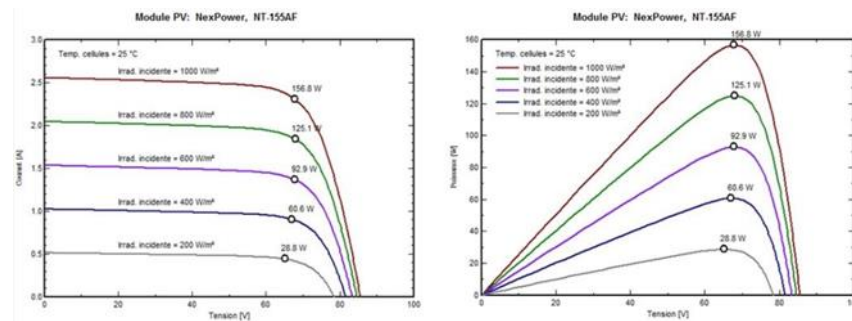 Module PV: NexPower, NT-155AF
3.0
2.5
2.0
1.5
1.0
0.5
0.0
Courant [A]
Temp. cellules = 25 °C
Irrad. incidente = 1000 W/m²
156.8 W
Irrad. incidente = 800 W/m²
125.1 W
Irrad. incidente = 600 W/m²
92.9 W
Irrad. incidente = 400 W/m²
60.6 W
Irrad. incidente = 200 W/m²
28.8 W
0
20
40
60
80
100
Tension [V]
Module PV: NexPower, NT-155AF
160
140
120
100
80
60
40
20
0
Puissance [W]
Temp. cellules = 25 °C
Irrad. incidente = 1000 W/m²
Irrad. incidente = 800 W/m²
Irrad. incidente = 600 W/m²
Irrad. incidente = 400 W/m²
Irrad. incidente = 200 W/m²
156.8 W
125.1 W
92.9 W
60.6 W
28.8 W
0
20
40
60
80
100
Tension [V]